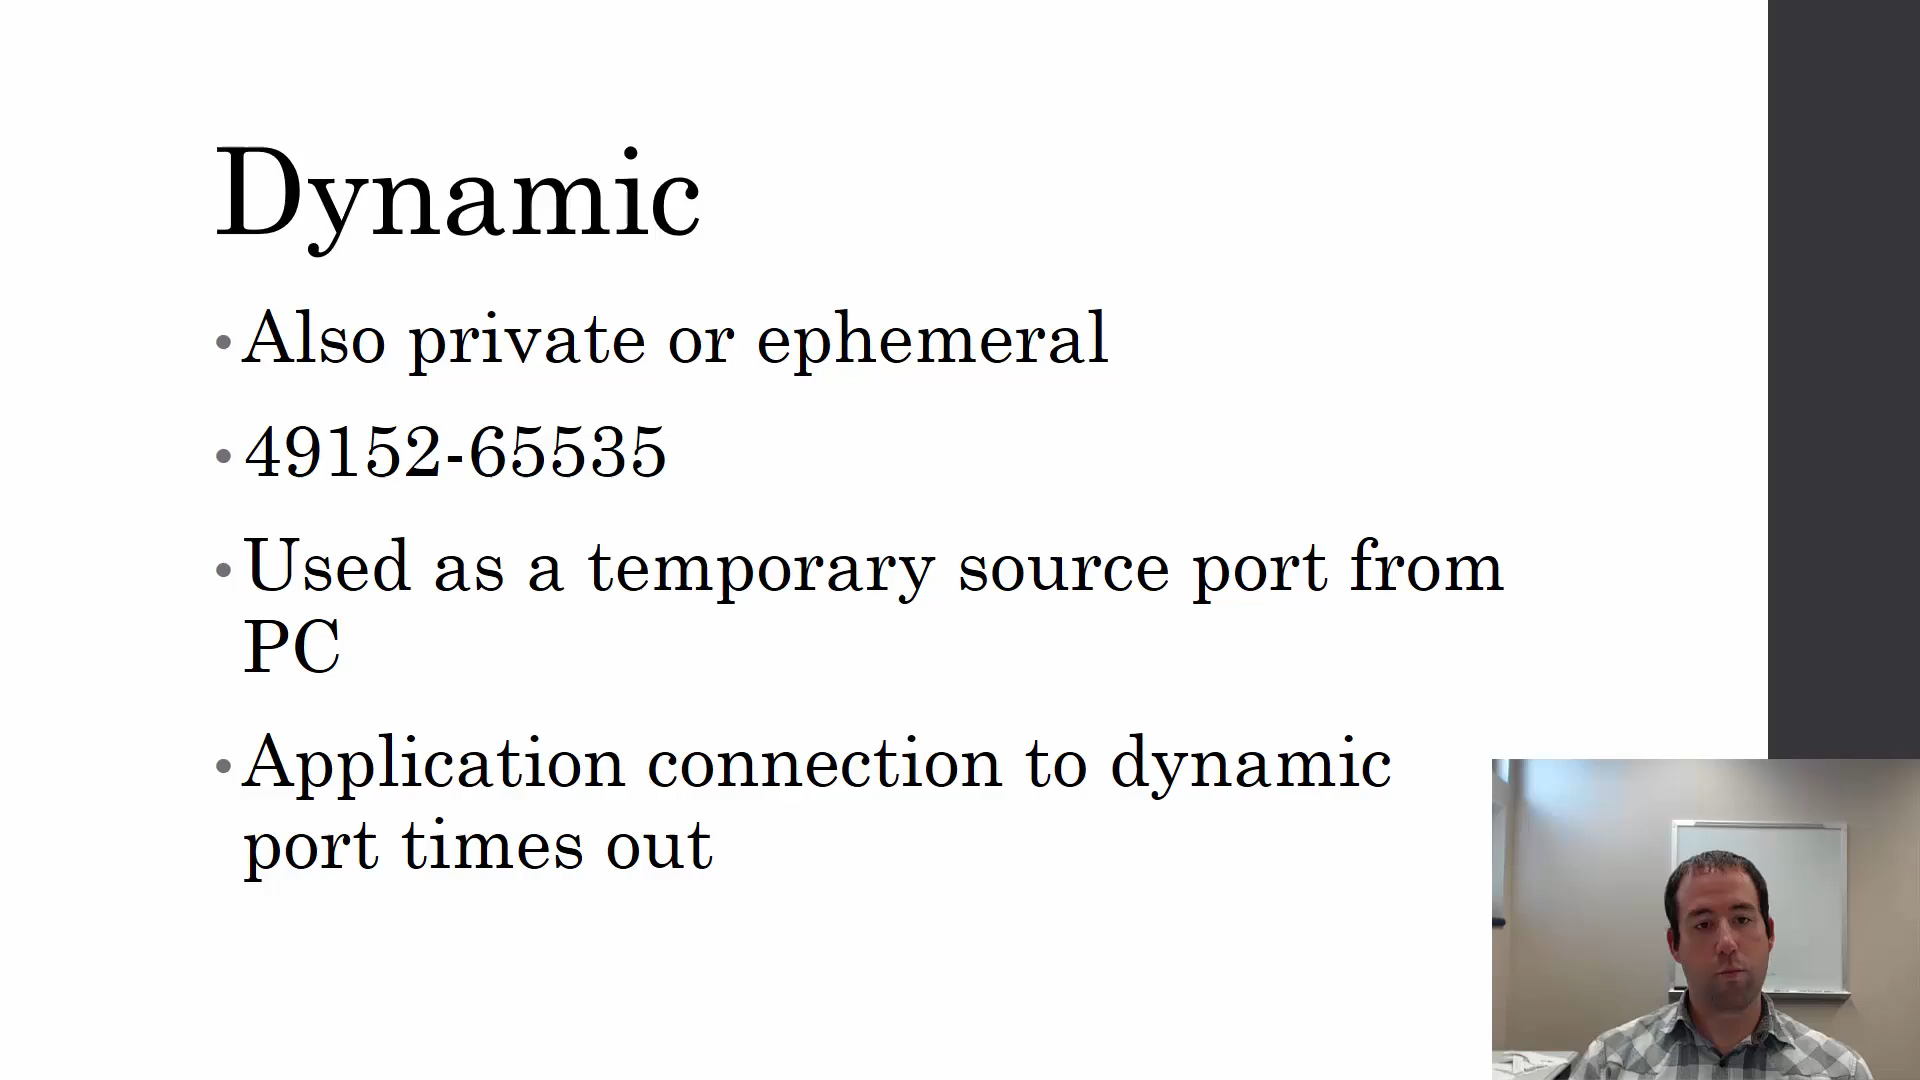 Dynamic
•Also private or ephemeral
•49152-65535
•Used as a temporary source port from
PC
•Application connection to dynamic
port times out